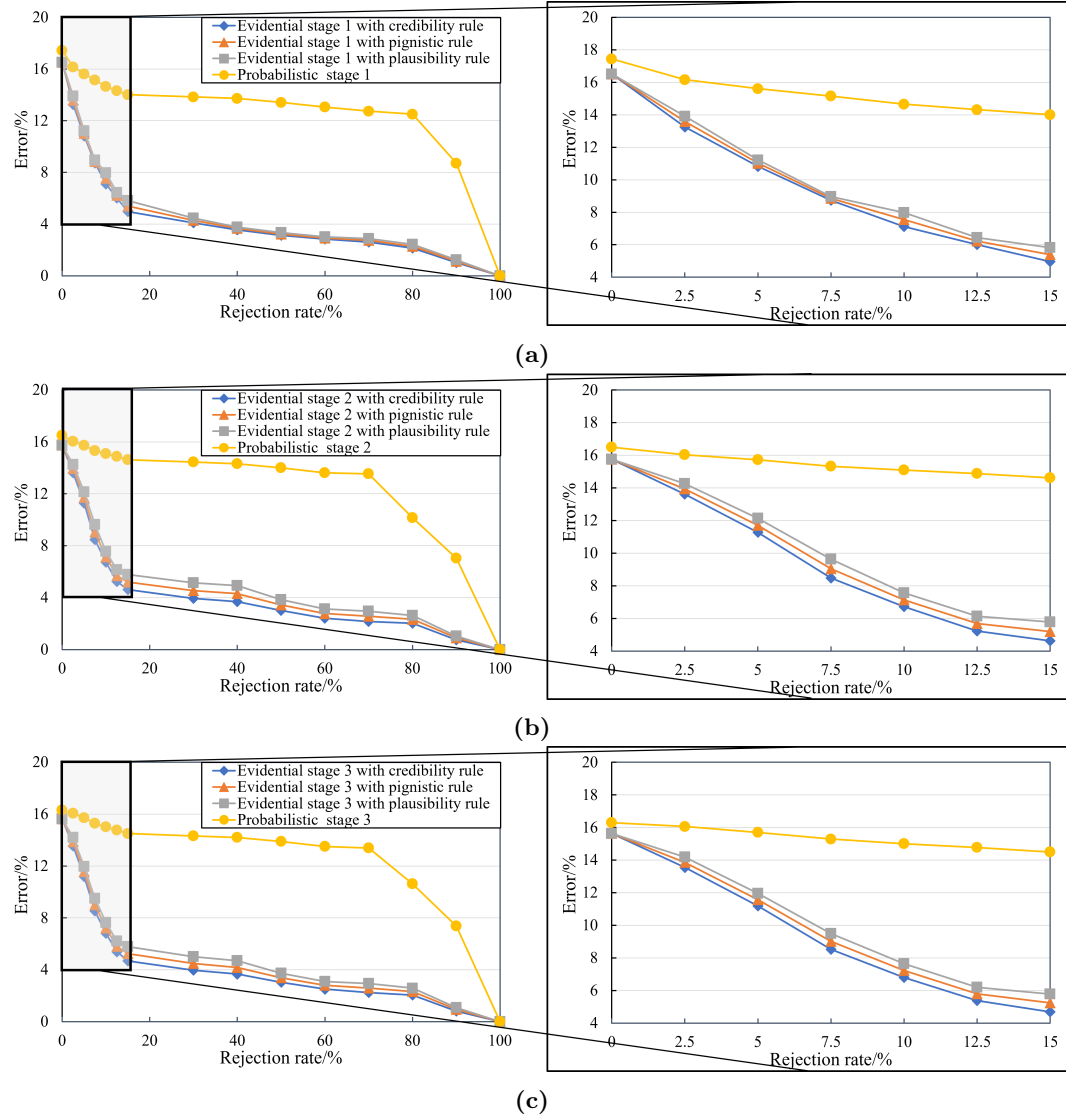 20
16
12
8
4
0
Error/%
Evidential stage 1 with credibility rule
Evidential stage 1 with pignistic rule
Evidential stage 1 with plausibility rule
Probabilistic stage 1
0 20 40 60 80 100
Rejection rate/%
20
18
16
14
12
10
8
6
4
Error/%
0 2.5 5 7.5 10 12.5 15
Rejection rate/%
(a)
20
16
12
8
4
0
Error/%
Evidential stage 2 with credibility rule
Evidential stage 2 with pignistic rule
Evidential stage 2 with plausibility rule
Probabilistic stage 2
0 20 40 60 80 100
Rejection rate/%
20
18
16
14
12
10
8
6
4
Error/%
0 2.5 5 7.5 10 12.5 15
Rejection rate/%
(b)
20
16
12
8
4
0
Error/%
Evidential stage 3 with credibility rule
Evidential stage 3 with pignistic rule
Evidential stage 3 with plausibility rule
Probabilistic stage 3
0 20 40 60 80 100
Rejection rate/%
20
18
16
14
12
10
8
6
4
Error/%
0 2.5 5 7.5 10 12.5 15
Rejection rate/%
(c)